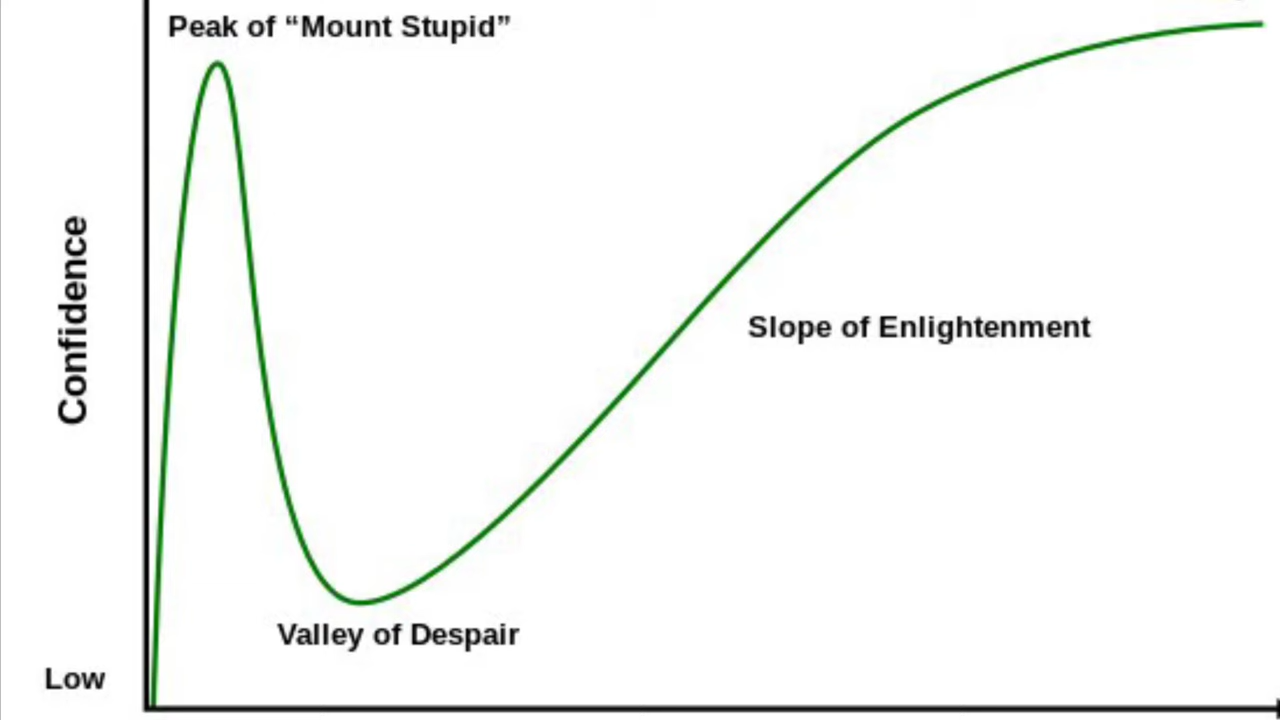 Peak of “Mount Stupid”
Confidence
Slope of Enlightenment
Valley of Despair
Low